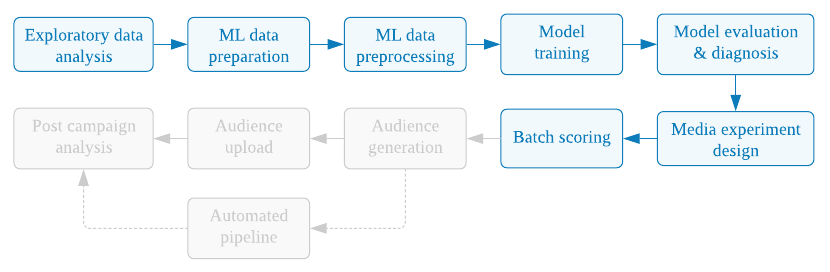 Exploratory data
analysis
ML data
preparation
ML data
preprocessing
Model
training
Model evaluation
& diagnosis
Post campaign
analysis
Audience
upload
Audience
generation
Batch scoring
Media experiment
design
Automated
pipeline